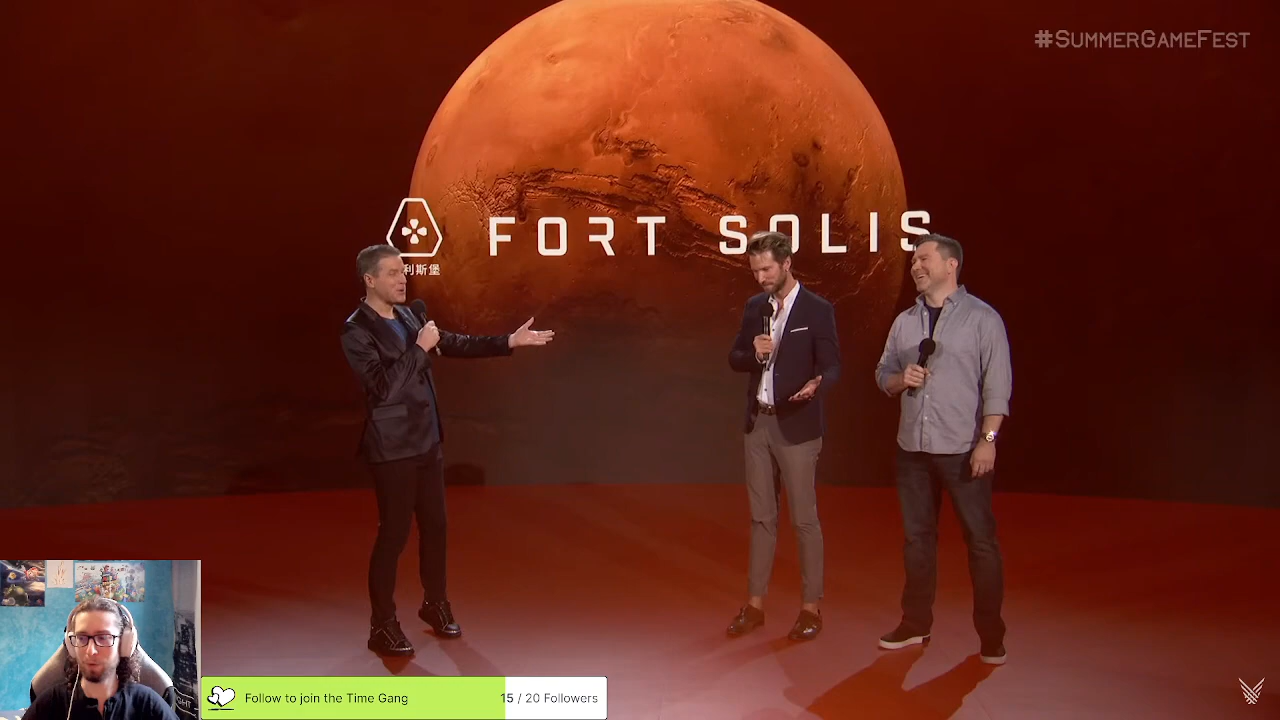 #SummerGameFest
FORT SOLIS
利斯堡
Follow to join the Time Gang
15 / 20 Followers